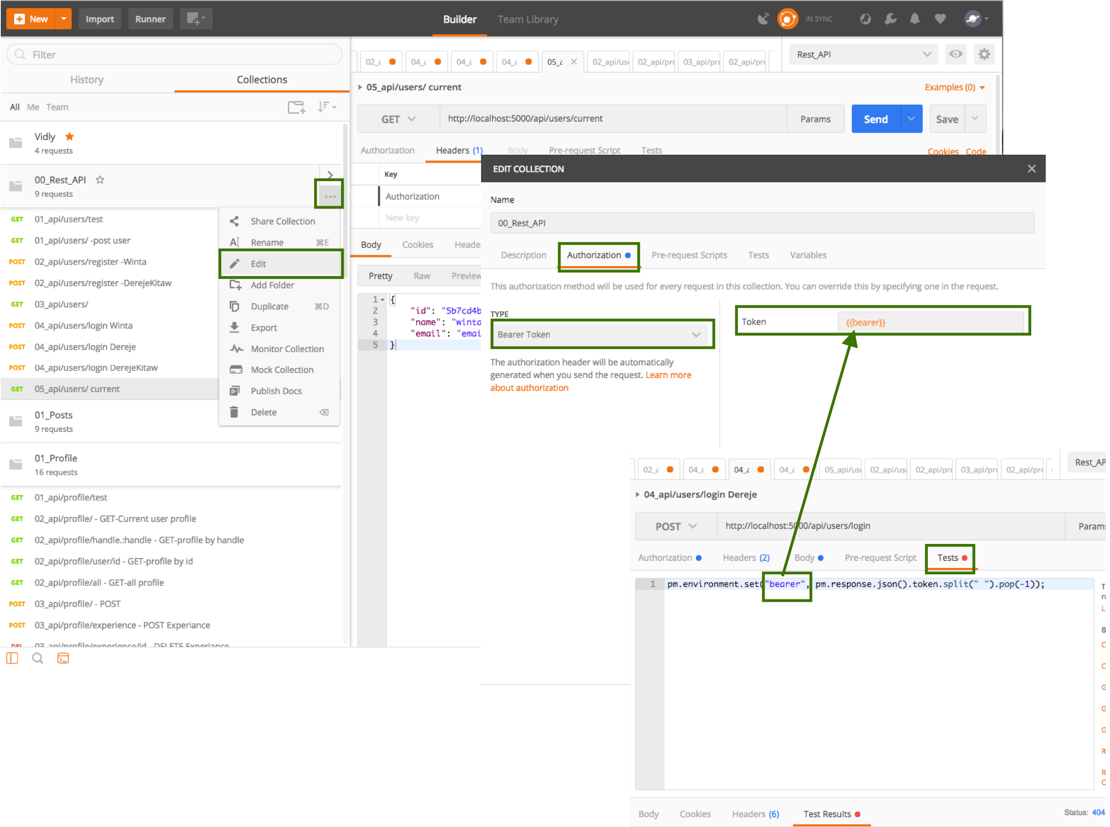 New
Import
Runner
Builder
Team Library
IN SYNC
Filter
History
Collections
All Me Team
Vidly
4 requests
00_Rest_API
9 requests
GET 01_api/users/test
GET 01_api/users/ -post user
POST 02_api/users/register -Winta
POST 02_api/users/register -DerejeKitaw
GET 03_api/users/
POST 04_api/users/login Winta
POST 04_api/users/login Dereje
POST 04_api/users/login DerejeKitaw
GET 05_api/users/ current
01_Posts
9 requests
01_Profile
16 requests
GET 01_api/profile/test
GET 02_api/profile/ - GET-Current user profile
GET 02_api/profile/handle.:handle - GET-profile by handle
GET 02_api/profile/user/id - GET-profile by id
GET 02_api/profile/all - GET-all profile
POST 03_api/profile/ - POST
POST 03_api/profile/experience - POST Experiance
DEL 03_api/profile/experience/id - DELETE Experiance
Share Collection
Rename ⌘E
Edit
Add Folder
Duplicate ⌘D
Export
Monitor Collection
Mock Collection
Publish Docs
Delete
02_ 04_a 04_a 04_a 05_a 02_api/us 02_api/pr 03_api/pr 02_api/pr
Rest_API
05_api/users/ current
Examples (0)
GET http://localhost:5000/api/users/current Params Send Save
Authorization Headers (1) Body Pre-request Script Tests
Cookies Code
Key
Authorization
New key
Body Cookies Heade
Pretty Raw Preview
1 {
2 "id": "5b7cd4b
3 "name": "winta
4 "email": "emai
5 }
EDIT COLLECTION
Name
00_Rest_API
Description Authorization Pre-request Scripts Tests Variables
This authorization method will be used for every request in this collection. You can override this by specifying one in the request.
TYPE
Bearer Token
The authorization header will be automatically
generated when you send the request. Learn more
about authorization
Token {{bearer}}
02_ 04_a 04_a 04_a 05_api/us 02_api/us 02_api/pr 03_api/pr 02_api/pr
Rest_AP
04_api/users/login Dereje
POST http://localhost:5000/api/users/login Params
Authorization Headers (2) Body Pre-request Script Tests
1 pm.environment.set("bearer", pm.response.json().token.split(" ").pop(-1));
Body Cookies Headers (6) Test Results
Status: 404